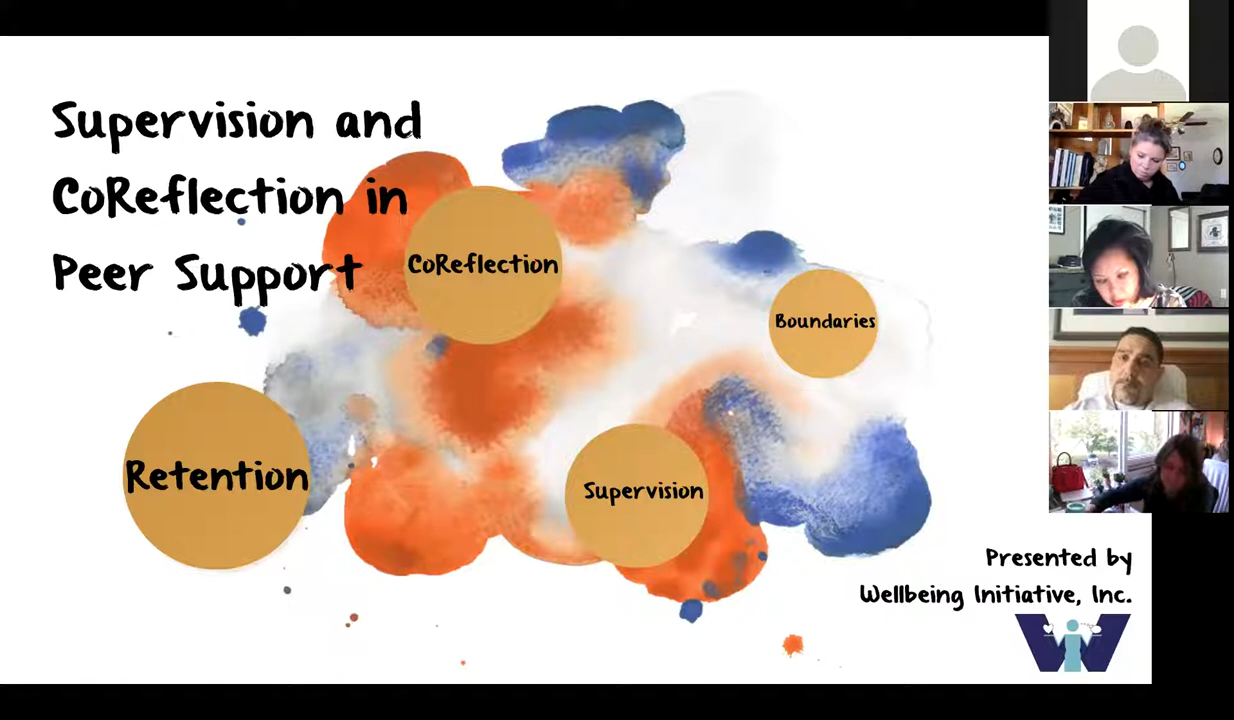 Supervision and
CoReflection in
Peer Support
CoReflection
Boundaries
Retention
Supervision
Presented by
Wellbeing Initiative, Inc.